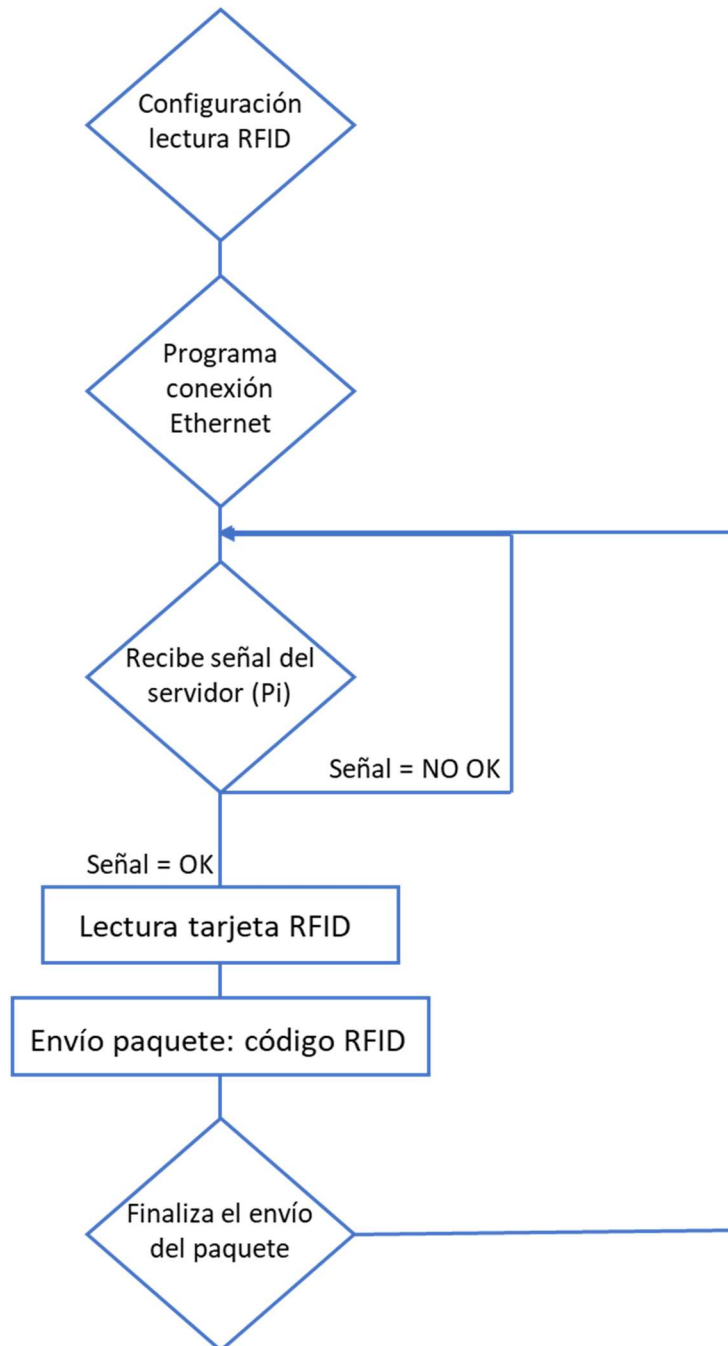 Configuración
lectura RFID
Programa
conexión
Ethernet
Recibe señal del
servidor (Pi)
Señal = NO OK
Señal = OK
Lectura tarjeta RFID
Envío paquete: código RFID
Finaliza el envío
del paquete